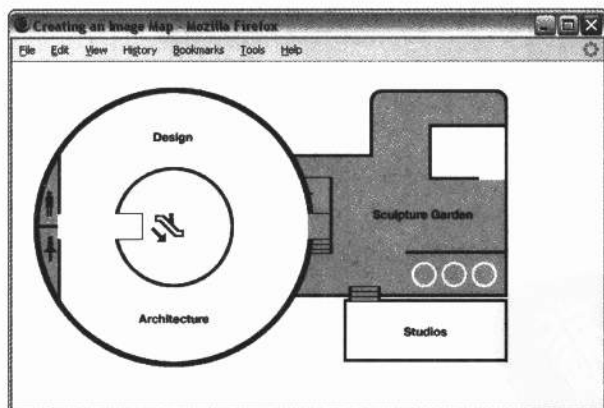 Creating an Image Map - Mozilla Firefox
File Edit View History Bookmarks Tools Help
Design
Sculpture Garden
Architecture
Studios